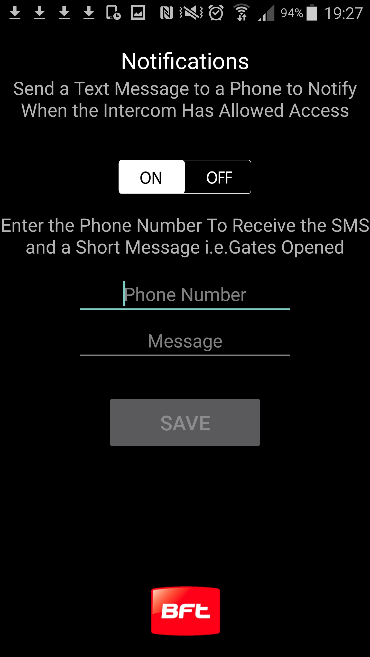 94% 19:27
Notifications
Send a Text Message to a Phone to Notify
When the Intercom Has Allowed Access
ON OFF
Enter the Phone Number To Receive the SMS
and a Short Message i.e.Gates Opened
Phone Number
Message
SAVE
BFt